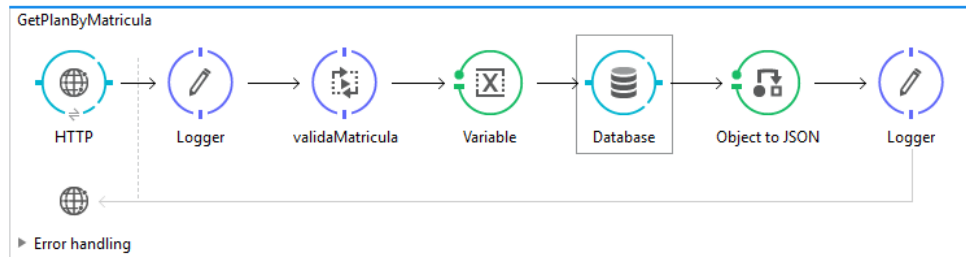 GetPlanByMatricula
HTTP
Logger
validaMatricula
Variable
Database
Object to JSON
Logger
Error handling